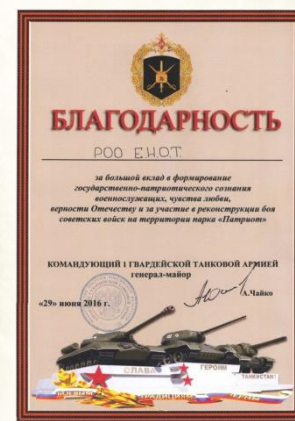 БЛАГОДАРНОСТЬ
РОО Е.Н.О.Т.
за большой вклад в формирование
государственно-патриотического сознания
военнослужащих, чувства любви,
верности Отечеству и за участие в реконструкции боя
советских войск на территории парка «Патриот»
КОМАНДУЮЩИЙ 1 ГВАРДЕЙСКОЙ ТАНКОВОЙ АРМИЕЙ
генерал-майор
А.Чайко
«29» июня 2016 г.
СЛАВА
ГЕРОЯМ
ТАНКИСТАМ!